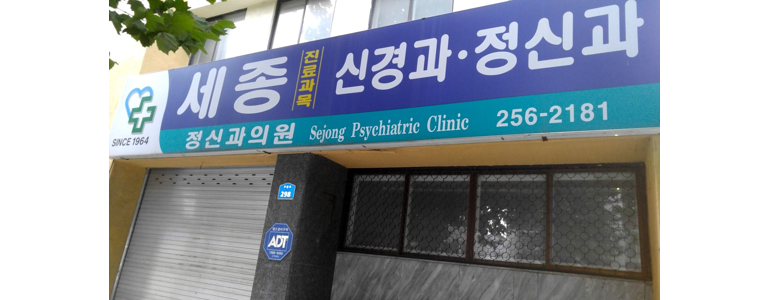 세종 진료과목 신경과·정신과
SINCE 1964
정신과의원 Sejong Psychiatric Clinic 256-2181
298
ADT